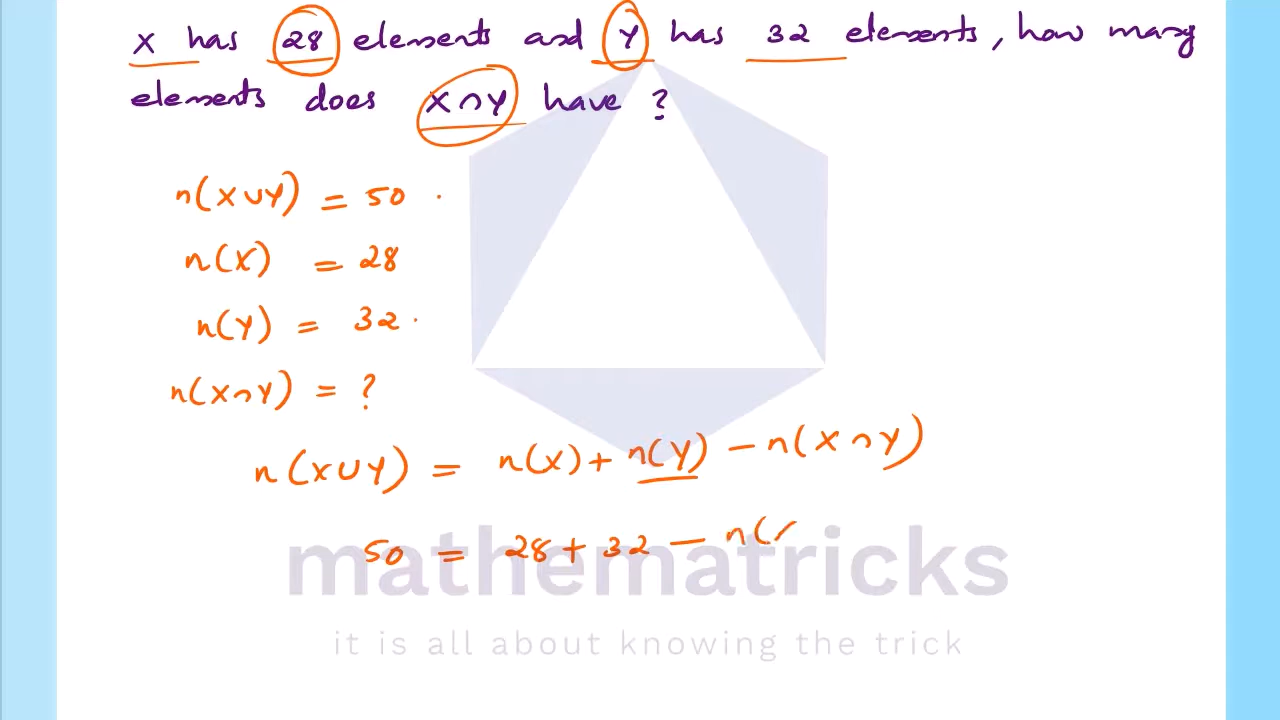 X has 28 elements and Y has 32 elements, how many
elements does X∩Y have ?
n(X∪Y) = 50
n(X) = 28
n(Y) = 32
n(X∩Y) = ?
n(X∪Y) = n(X) + n(Y) - n(X∩Y)
50 = 28 + 32 - n(
mathematricks
it is all about knowing the trick